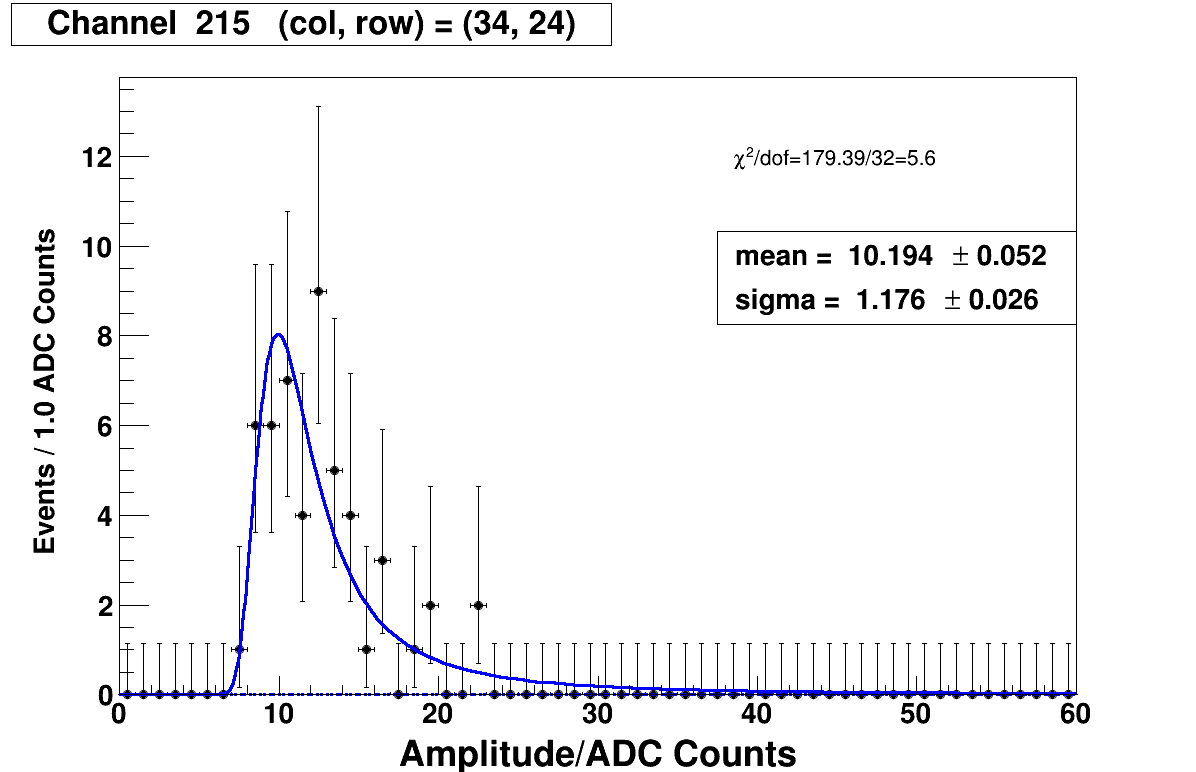 Channel 215 (col, row) = (34, 24)
χ²/dof=179.39/32=5.6
mean = 10.194 ± 0.052
sigma = 1.176 ± 0.026
Events / 1.0 ADC Counts
12
10
8
6
4
2
0
0 10 20 30 40 50 60
Amplitude/ADC Counts